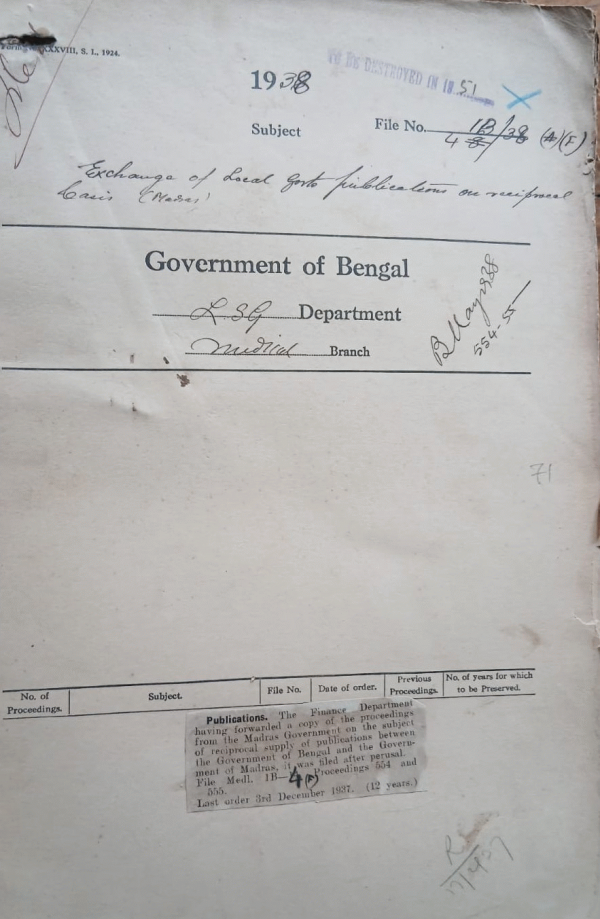 XXXVIII, S. I., 1924.
TO BE DESTROYED IN 1951
1938
Subject
File No. 1B/38
4
Exchange of Local Govts publications on reciprocal
basis (Madras)
Government of Bengal
L S G Department
Medical Branch
B May 1938
554-55
71
No. of Proceedings.
Subject.
File No.
Date of order.
Previous Proceedings.
No. of years for which to be Preserved.
Publications. The Finance Department
having forwarded a copy of the proceedings
from the Madras Government on the subject
of reciprocal supply of publications between
the Government of Bengal and the Govern-
ment of Madras, it was filed after perusal.
File Medl. 1B—4 Proceedings 554 and
555.
Last order 3rd December 1937. (12 years.)